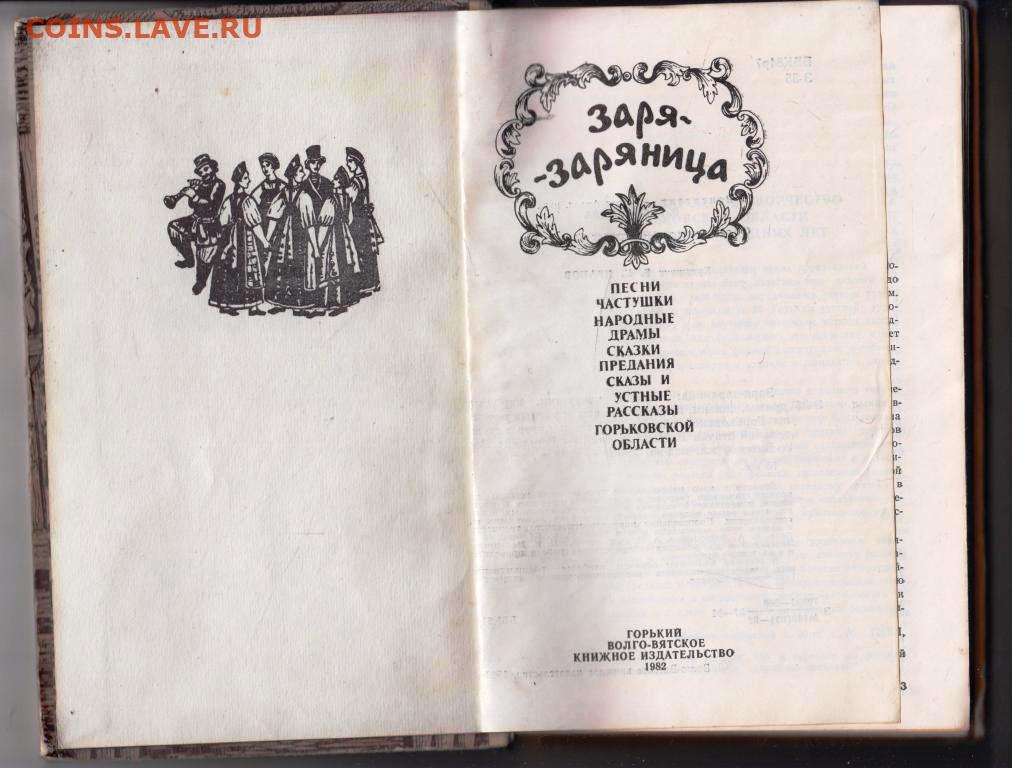 COINS.LAVE.RU
заря-
-заряница
ПЕСНИ
ЧАСТУШКИ
НАРОДНЫЕ
ДРАМЫ
СКАЗКИ
ПРЕДАНИЯ
СКАЗЫ И
УСТНЫЕ
РАССКАЗЫ
ГОРЬКОВСКОЙ
ОБЛАСТИ
ГОРЬКИЙ
ВОЛГО-ВЯТСКОЕ
КНИЖНОЕ ИЗДАТЕЛЬСТВО
1982
3